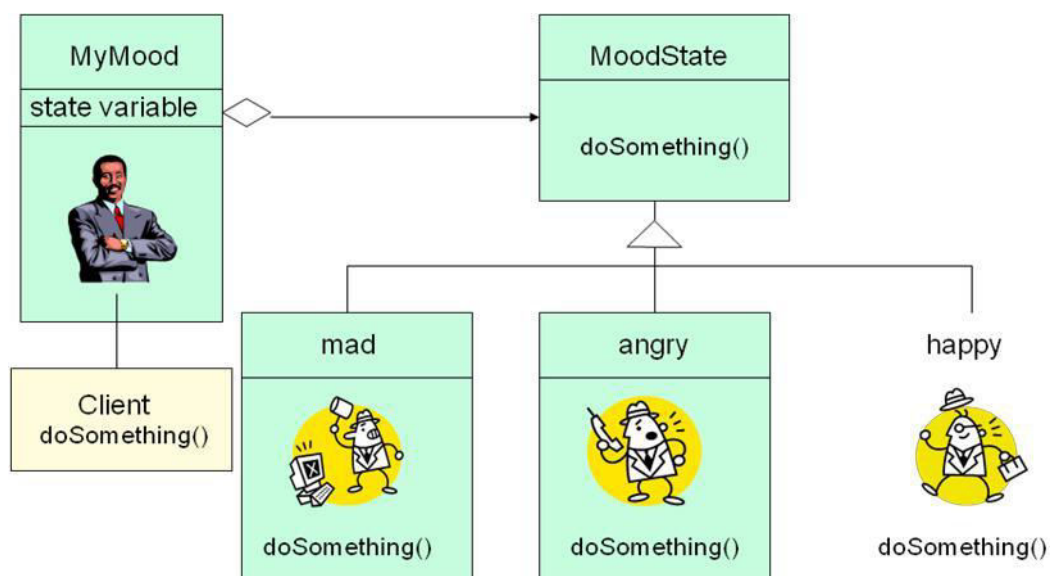 MyMood
state variable
MoodState
doSomething()
mad
doSomething()
angry
doSomething()
happy
doSomething()
Client
doSomething()